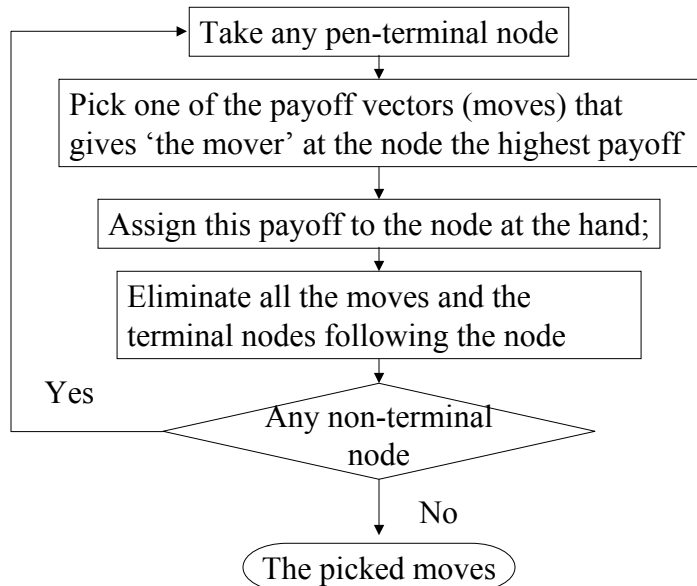 Take any pen-terminal node
Pick one of the payoff vectors (moves) that
gives ‘the mover’ at the node the highest payoff
Assign this payoff to the node at the hand;
Eliminate all the moves and the
terminal nodes following the node
Yes
Any non-terminal
node
No
The picked moves